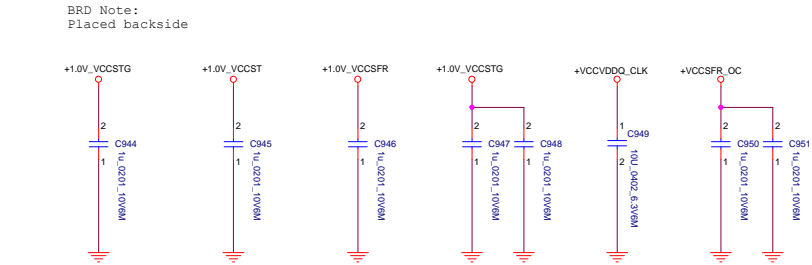 BRD Note:
Placed backside
+1.0V_VCCSTG
+1.0V_VCCST
+1.0V_VCCSFR
+1.0V_VCCSTG
+VCCVDDQ_CLK
+VCCSFR_OC
2
C944
1
1u_0201_10V6M
2
C945
1
1u_0201_10V6M
2
C946
1
1u_0201_10V6M
2
C947
1
1u_0201_10V6M
2
C948
1
1u_0201_10V6M
1
C949
2
10U_0402_6.3V6M
2
C950
1
1u_0201_10V6M
2
C951
1
1u_0201_10V6M